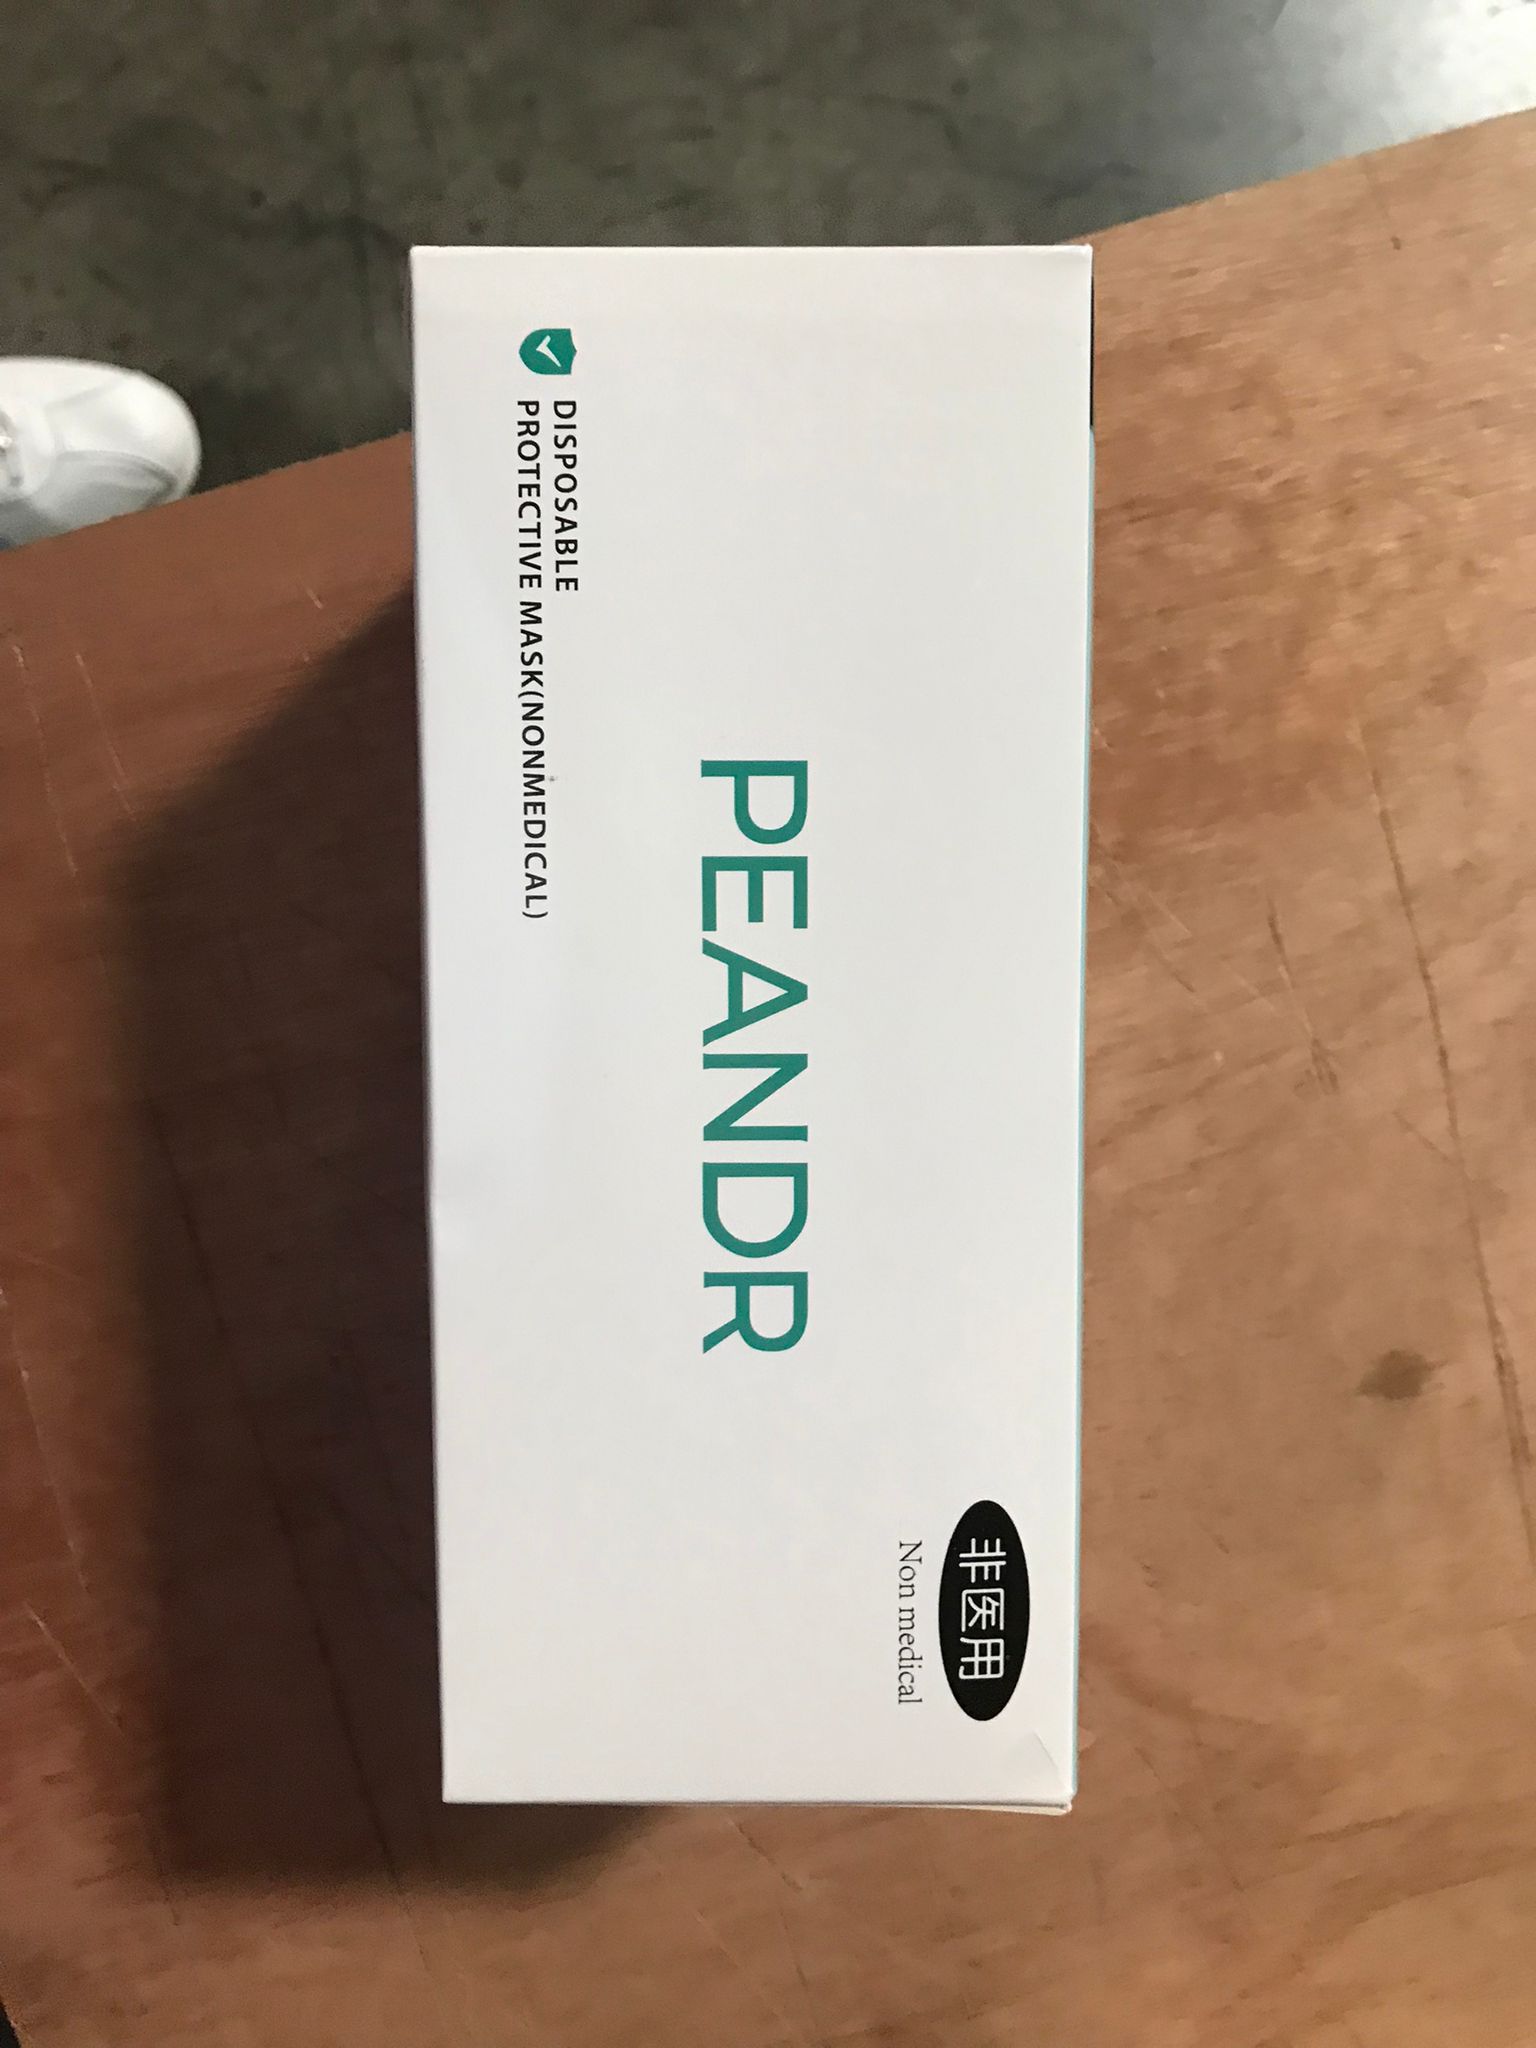 DISPOSABLE
PROTECTIVE MASK(NONMEDICAL)
PEANDR
非医用
Non medical